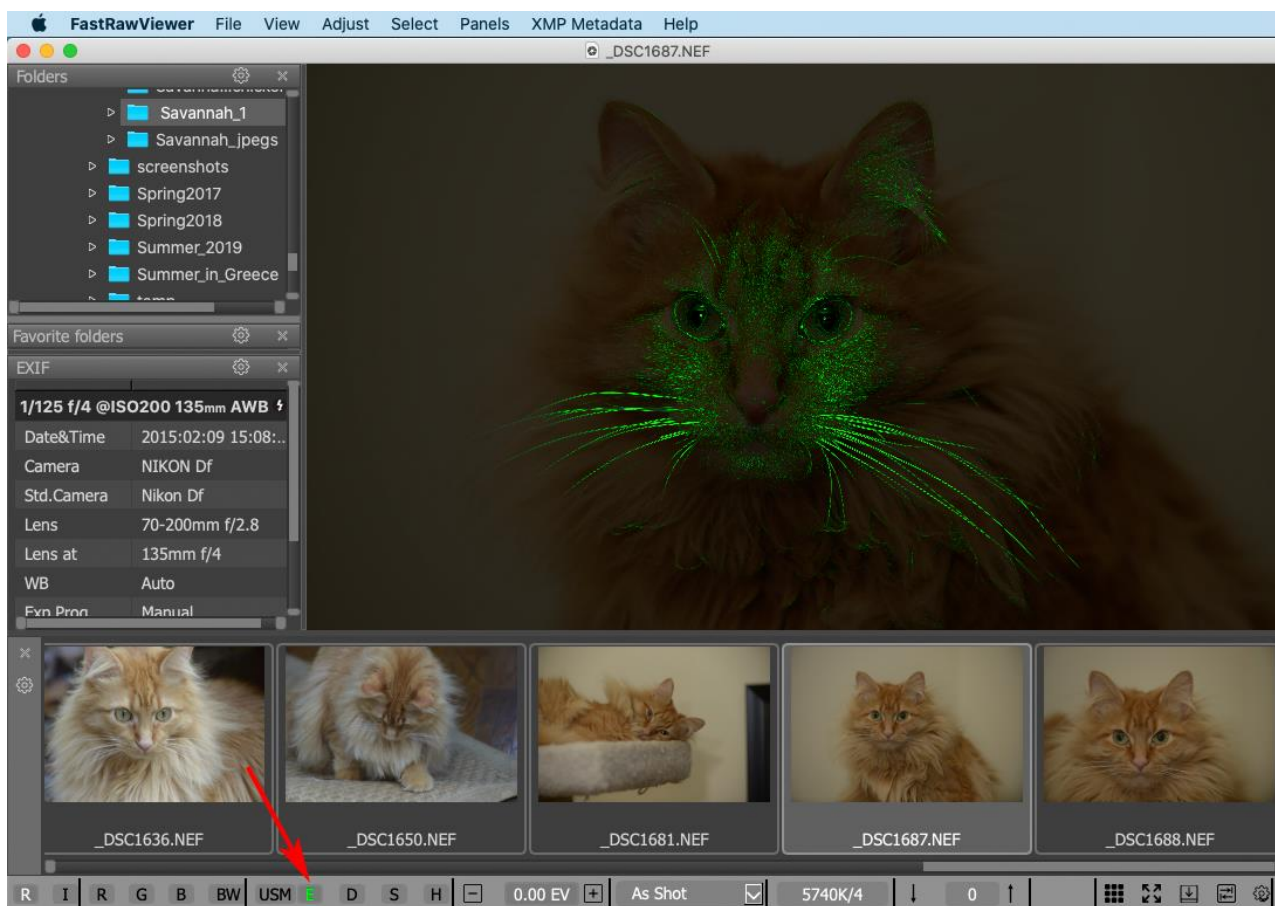 FastRawViewer File View Adjust Select Panels XMP Metadata Help
_DSC1687.NEF
Folders
Savannah_1
Savannah_jpegs
screenshots
Spring2017
Spring2018
Summer_2019
Summer_in_Greece
temp
Favorite folders
EXIF
1/125 f/4 @ISO200 135mm AWB
Date&Time 2015:02:09 15:08:..
Camera NIKON Df
Std.Camera Nikon Df
Lens 70-200mm f/2.8
Lens at 135mm f/4
WB Auto
Exp Prog Manual
_DSC1636.NEF _DSC1650.NEF _DSC1681.NEF _DSC1687.NEF _DSC1688.NEF
R I R G B BW USM E D S H 0.00 EV As Shot 5740K/4 0